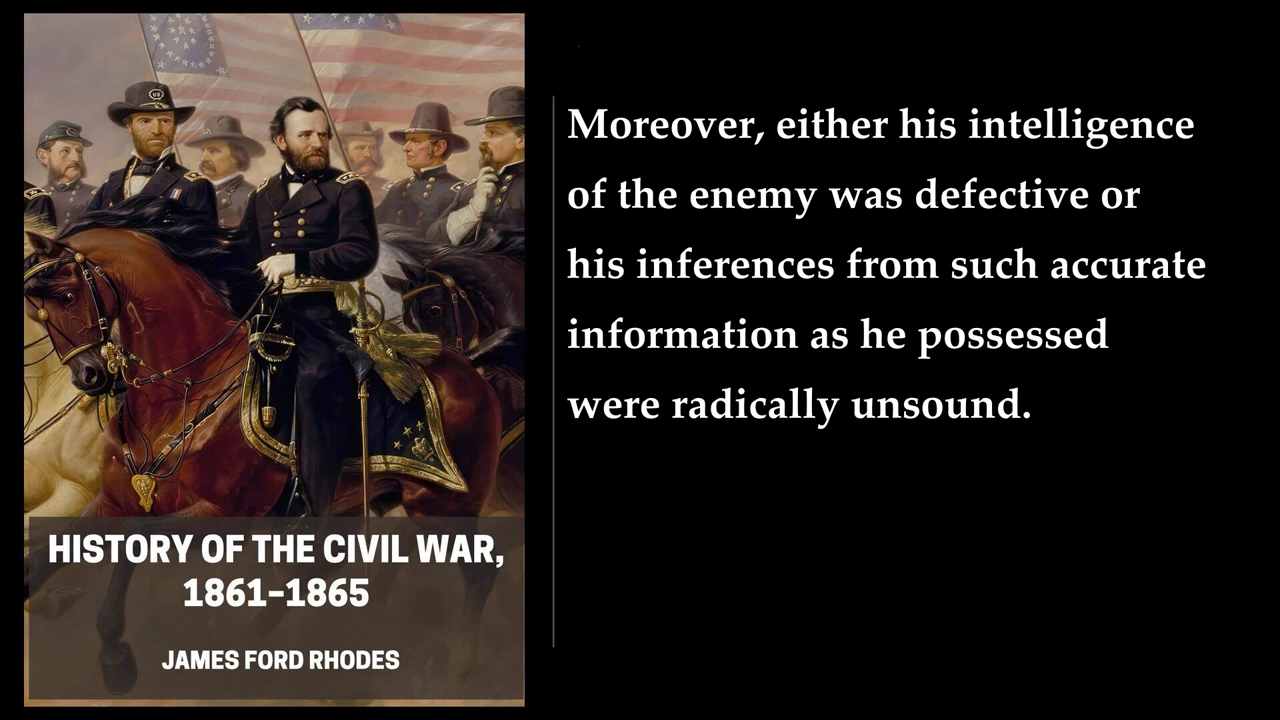 Moreover, either his intelligence
of the enemy was defective or
his inferences from such accurate
information as he possessed
were radically unsound.
HISTORY OF THE CIVIL WAR,
1861–1865
JAMES FORD RHODES